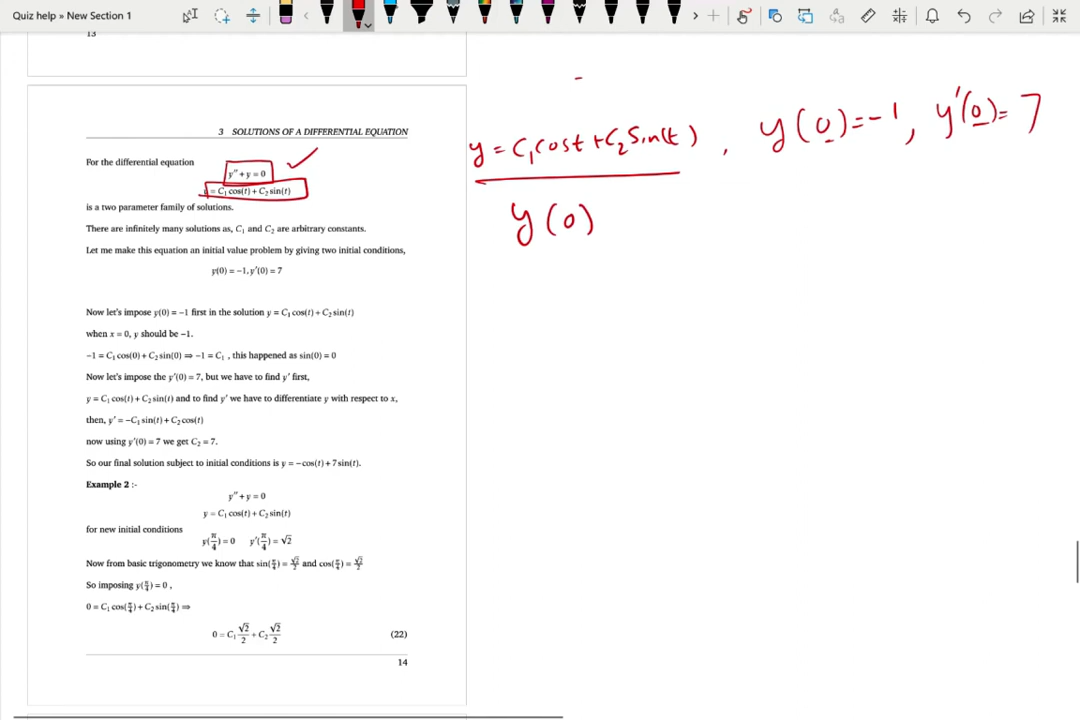 Quiz help » New Section 1
13
3 SOLUTIONS OF A DIFFERENTIAL EQUATION
For the differential equation
y″ + y = 0
y = C₁ cos(t) + C₂ sin(t)
is a two parameter family of solutions.
There are infinitely many solutions as, C₁ and C₂ are arbitrary constants.
Let me make this equation an initial value problem by giving two initial conditions,
y(0) = −1, y′(0) = 7
Now let's impose y(0) = −1 first in the solution y = C₁ cos(t) + C₂ sin(t)
when x = 0, y should be −1.
−1 = C₁ cos(0) + C₂ sin(0) ⇒ −1 = C₁ , this happened as sin(0) = 0
Now let's impose the y′(0) = 7, but we have to find y′ first,
y = C₁ cos(t) + C₂ sin(t) and to find y′ we have to differentiate y with respect to x,
then, y′ = −C₁ sin(t) + C₂ cos(t)
now using y′(0) = 7 we get C₂ = 7.
So our final solution subject to initial conditions is y = −cos(t) + 7 sin(t).
Example 2 :-
y″ + y = 0
y = C₁ cos(t) + C₂ sin(t)
for new initial conditions
y(π/4) = 0 y′(π/4) = √2
Now from basic trigonometry we know that sin(π/4) = √2/2 and cos(π/4) = √2/2
So imposing y(π/4) = 0 ,
0 = C₁ cos(π/4) + C₂ sin(π/4) ⇒
0 = C₁ √2/2 + C₂ √2/2 (22)
14
y = C₁cost + C₂Sin(t) , y(0) = −1, y′(0) = 7
y(0)